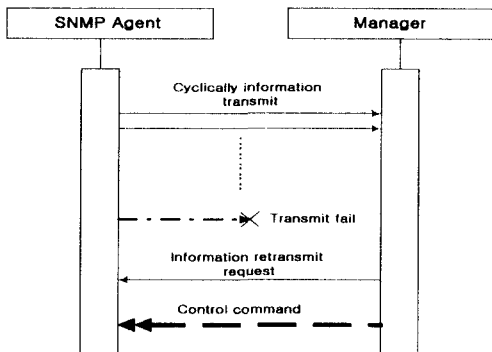 SNMP Agent
Manager
Cyclically information
transmit
Transmit fail
Information retransmit
request
Control command